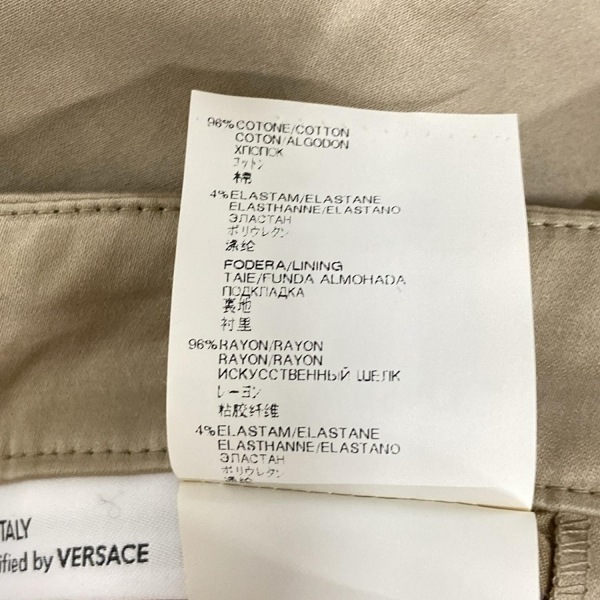 96% COTONE/COTTON
COTON/ALGODON
ХЛОПОК
コットン
棉
4% ELASTAM/ELASTANE
ELASTHANNE/ELASTANO
ЭЛАСТАН
ポリウレタン
涤纶
FODERA/LINING
TAIE/FUNDA ALMOHADA
ПОДКЛАДКА
裏地
衬里
96% RAYON/RAYON
RAYON/RAYON
ИСКУССТВЕННЫЙ ШЕЛК
レーヨン
粘胶纤维
4% ELASTAM/ELASTANE
ELASTHANNE/ELASTANO
ЭЛАСТАН
ポリウレタン
涤纶
ITALY
ified by VERSACE